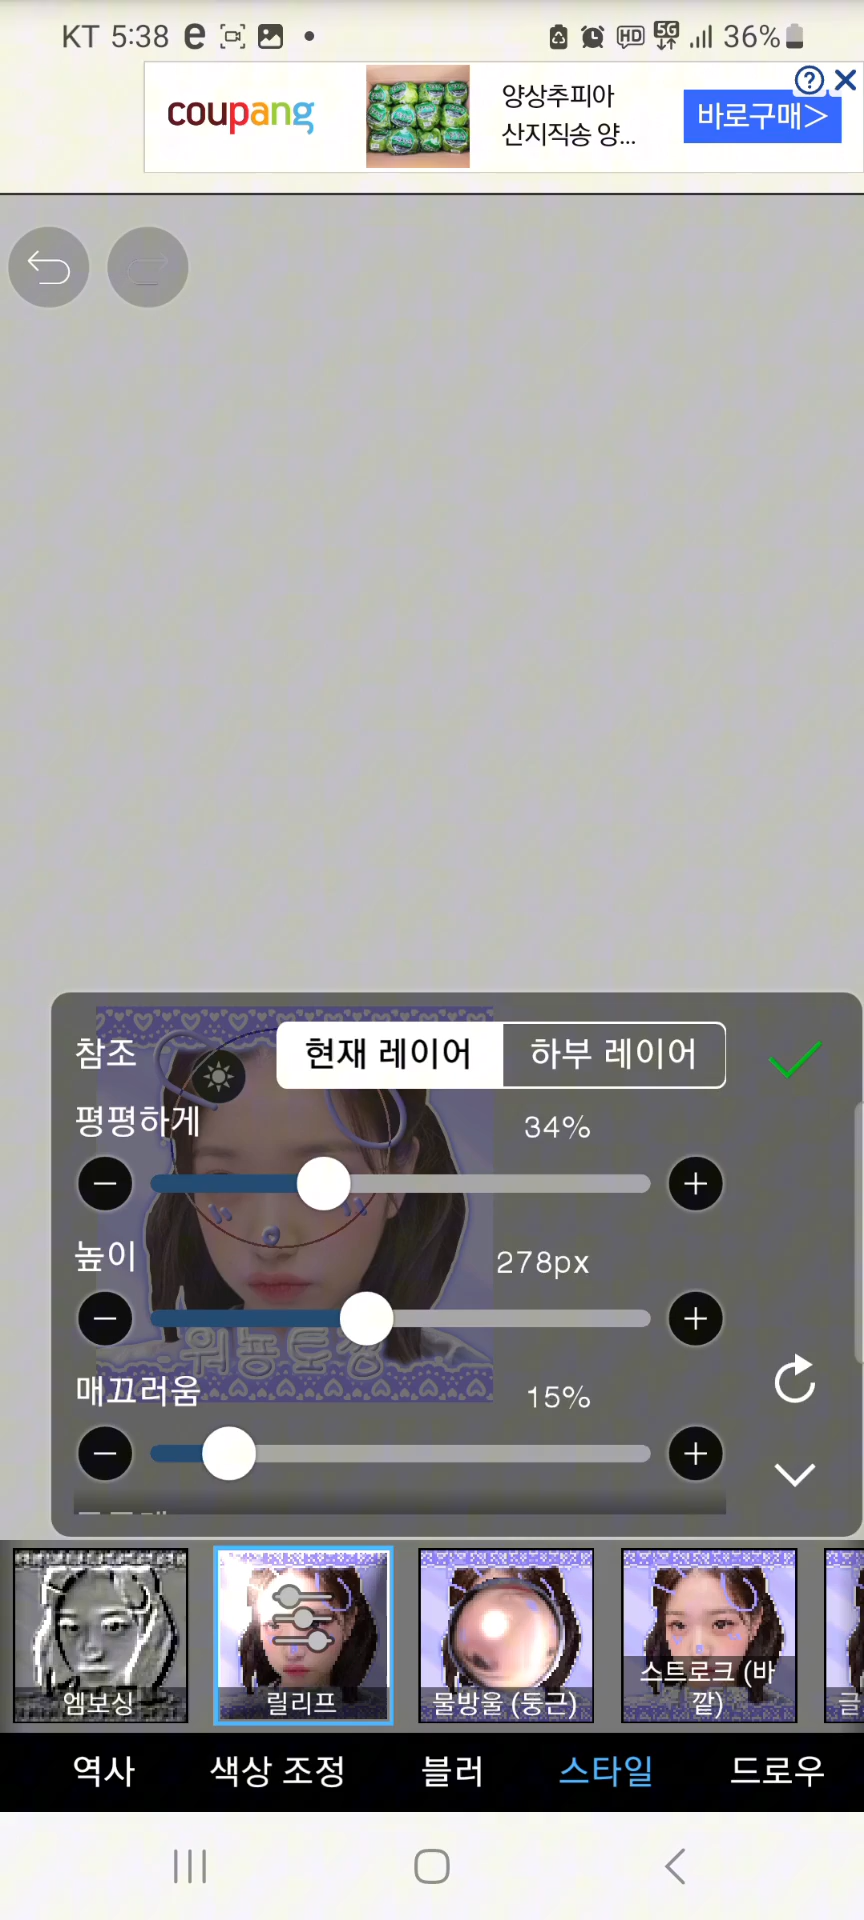 KT 5:38
HD 5G 36%
coupang
양상추피아
산지직송 양...
바로구매>
참조
현재 레이어
하부 레이어
평평하게
34%
높이
278px
매끄러움
15%
엠보싱
릴리프
물방울 (둥근)
스트로크 (바
깥)
글
역사
색상 조정
블러
스타일
드로우